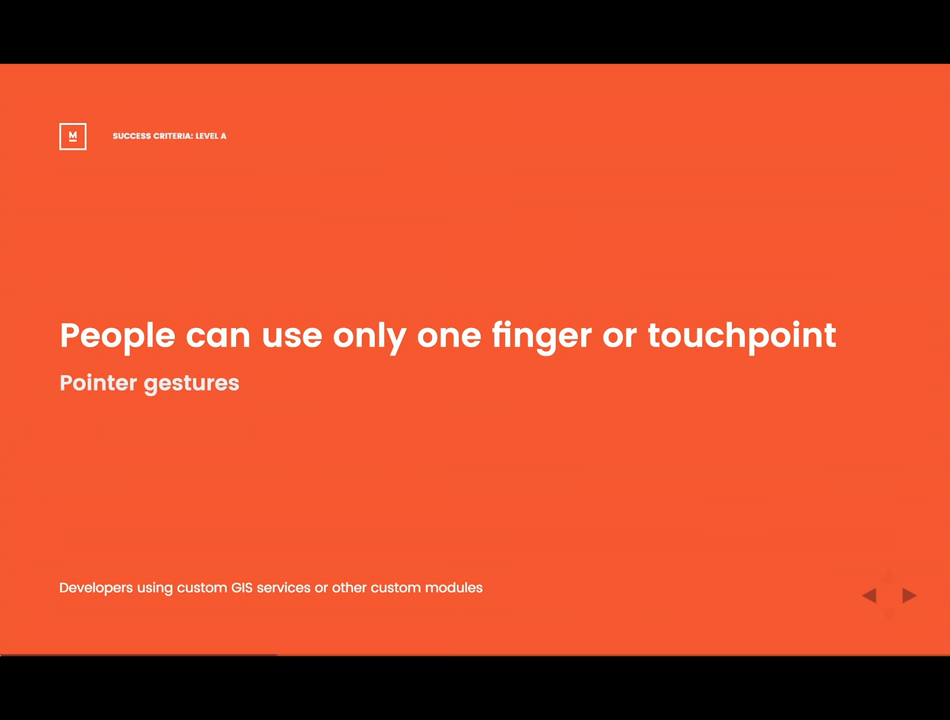 M
SUCCESS CRITERIA: LEVEL A
People can use only one finger or touchpoint
Pointer gestures
Developers using custom GIS services or other custom modules